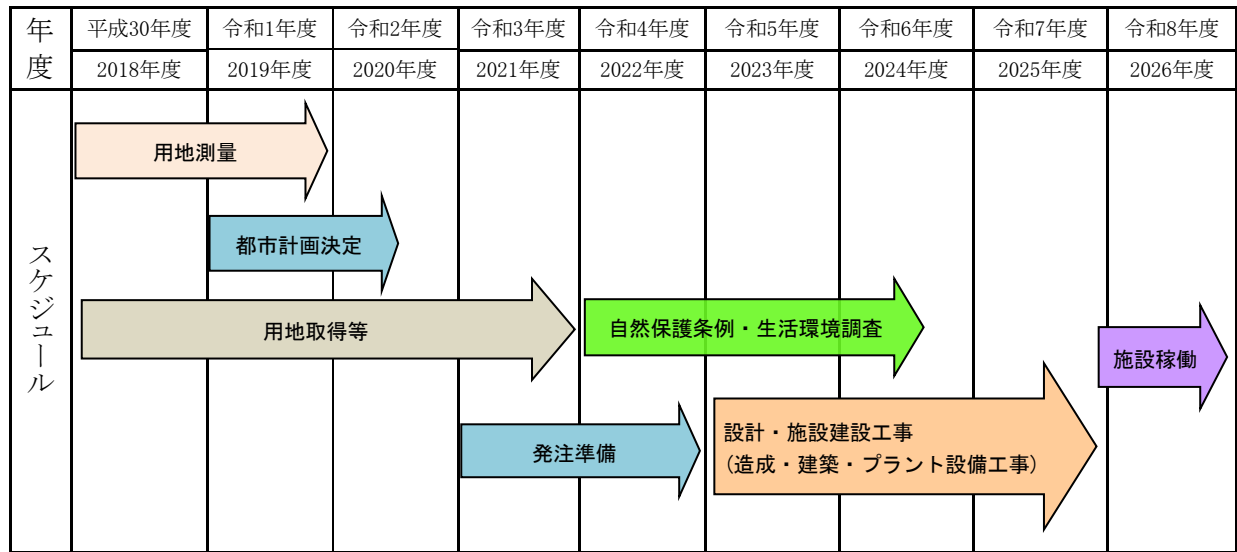 年度
平成30年度 令和1年度 令和2年度 令和3年度 令和4年度 令和5年度 令和6年度 令和7年度 令和8年度
2018年度 2019年度 2020年度 2021年度 2022年度 2023年度 2024年度 2025年度 2026年度
スケジュール
用地測量
都市計画決定
用地取得等
自然保護条例・生活環境調査
施設稼働
発注準備
設計・施設建設工事
(造成・建築・プラント設備工事)